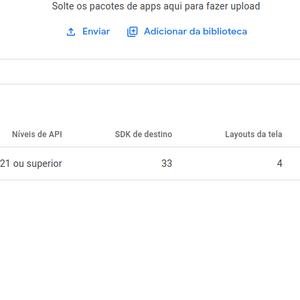 Solte os pacotes de apps aqui para fazer upload
Enviar Adicionar da biblioteca
Níveis de API SDK de destino Layouts da tela
21 ou superior 33 4